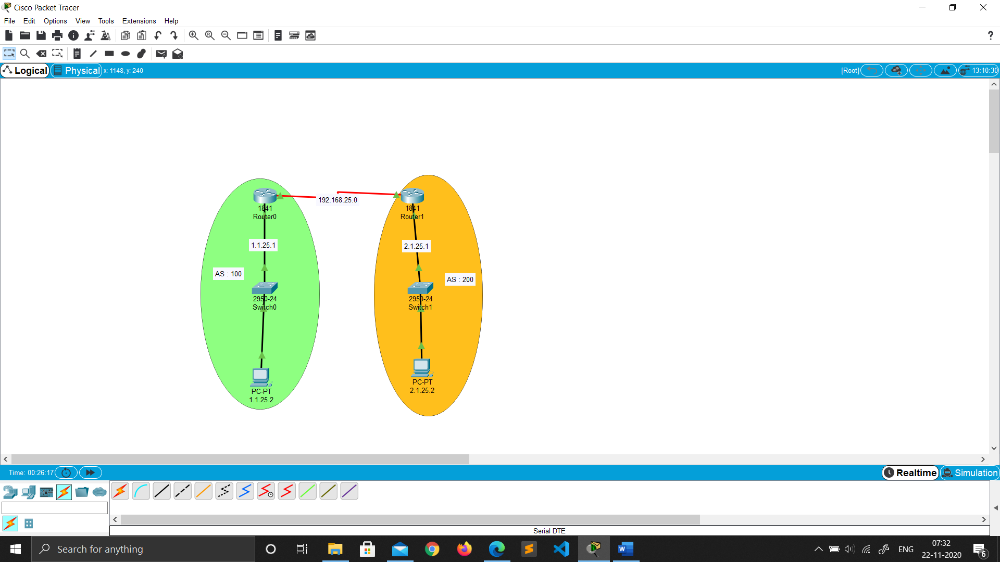 Cisco Packet Tracer
File Edit Options View Tools Extensions Help
Logical Physical x: 1148, y: 240 [Root] 13:10:30
192.168.25.0
1841
Router0
1841
Router1
1.1.25.1
2.1.25.1
AS : 100
AS : 200
2950-24
Switch0
2950-24
Switch1
PC-PT
1.1.25.2
PC-PT
2.1.25.2
Time: 00:26:17 Realtime Simulation
Serial DTE
Search for anything
ENG
07:32
22-11-2020
6